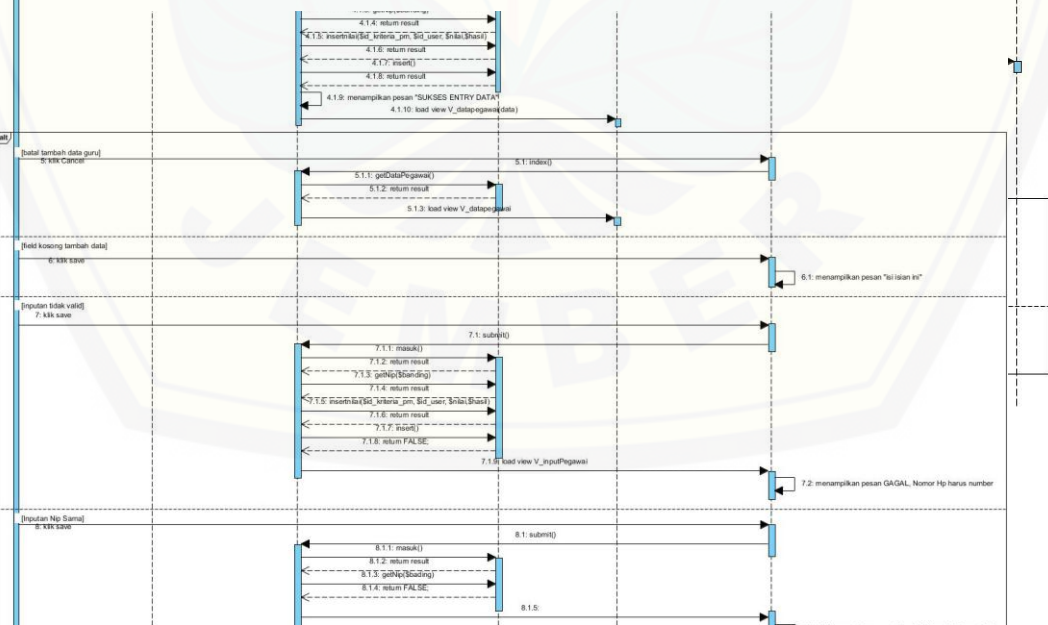 4.1.4: return result
4.1.5: insertnilai($id_kriteria_pm, $id_user, $nilai,$hasil)
4.1.6: return result
4.1.7: insert()
4.1.8: return result
4.1.9: menampilkan pesan "SUKSES ENTRY DATA"
4.1.10: load view V_datapegawai(data)
alt
[batal tambah data guru]
5: klik Cancel
5.1: index()
5.1.1: getDataPegawai()
5.1.2: return result
5.1.3: load view V_datapegawai
[field kosong tambah data]
6: klik save
6.1: menampilkan pesan "isi isian ini"
[inputan tidak valid]
7: klik save
7.1: submit()
7.1.1: masuk()
7.1.2: return result
7.1.3: getNip($banding)
7.1.4: return result
7.1.5: insertnilai($id_kriteria_pm, $id_user, $nilai,$hasil)
7.1.6: return result
7.1.7: insert()
7.1.8: return FALSE;
7.1.9: load view V_inputPegawai
7.2: menampilkan pesan GAGAL, Nomor Hp harus number
[Inputan Nip Sama]
8: klik save
8.1: submit()
8.1.1: masuk()
8.1.2: return result
8.1.3: getNip($bading)
8.1.4: return FALSE;
8.1.5:
JEMBER